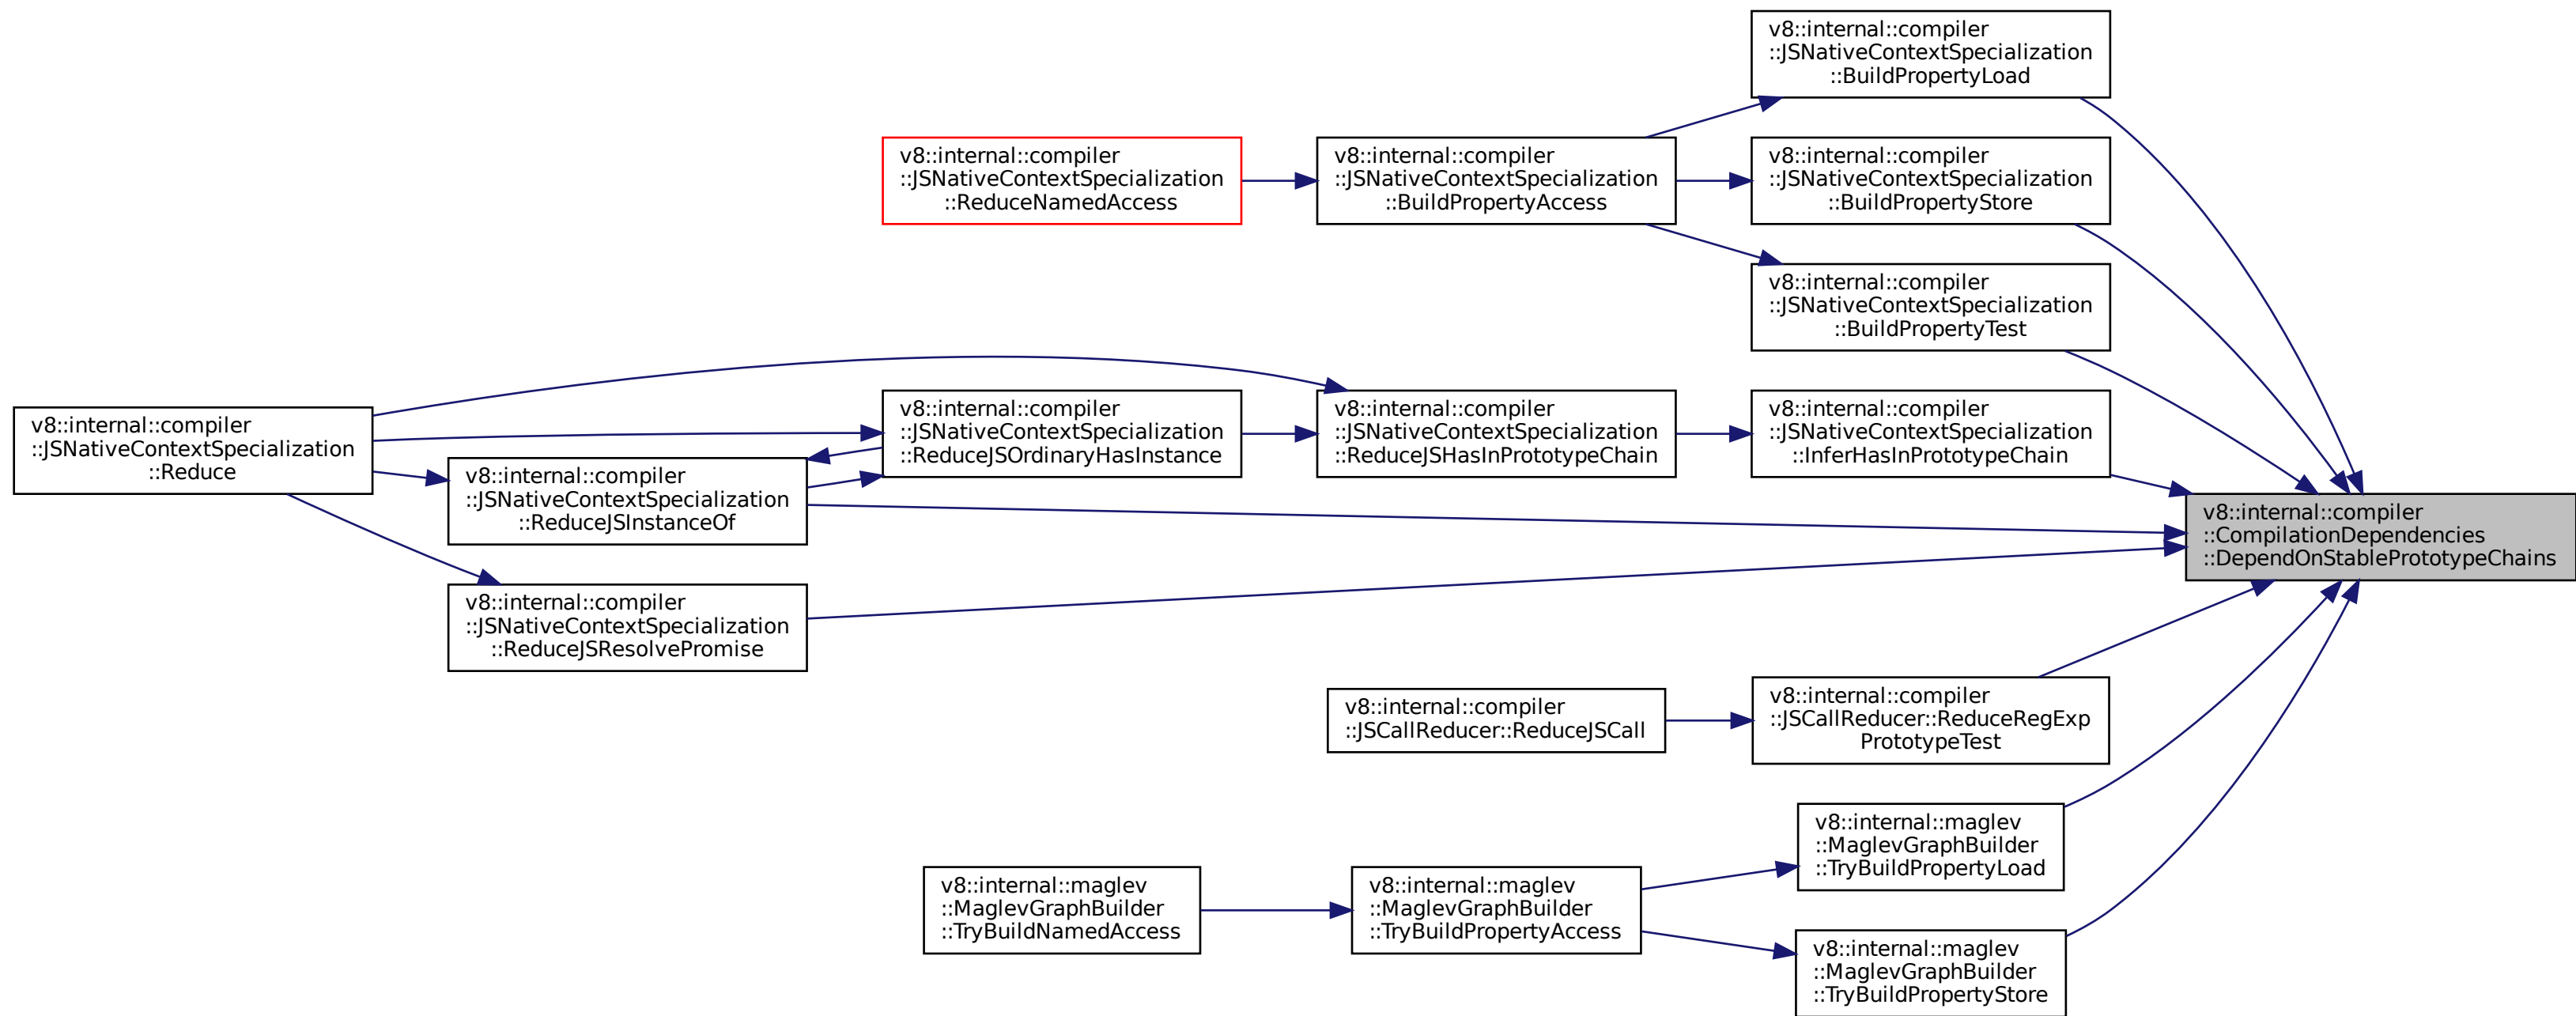 v8::internal::compiler
::JSNativeContextSpecialization
::BuildPropertyLoad
v8::internal::compiler
::JSNativeContextSpecialization
::ReduceNamedAccess
v8::internal::compiler
::JSNativeContextSpecialization
::BuildPropertyAccess
v8::internal::compiler
::JSNativeContextSpecialization
::BuildPropertyStore
v8::internal::compiler
::JSNativeContextSpecialization
::BuildPropertyTest
v8::internal::compiler
::JSNativeContextSpecialization
::Reduce
v8::internal::compiler
::JSNativeContextSpecialization
::ReduceJSOrdinaryHasInstance
v8::internal::compiler
::JSNativeContextSpecialization
::ReduceJSHasInPrototypeChain
v8::internal::compiler
::JSNativeContextSpecialization
::InferHasInPrototypeChain
v8::internal::compiler
::JSNativeContextSpecialization
::ReduceJSInstanceOf
v8::internal::compiler
::CompilationDependencies
::DependOnStablePrototypeChains
v8::internal::compiler
::JSNativeContextSpecialization
::ReduceJSResolvePromise
v8::internal::compiler
::JSCallReducer::ReduceJSCall
v8::internal::compiler
::JSCallReducer::ReduceRegExp
PrototypeTest
v8::internal::maglev
::MaglevGraphBuilder
::TryBuildPropertyLoad
v8::internal::maglev
::MaglevGraphBuilder
::TryBuildNamedAccess
v8::internal::maglev
::MaglevGraphBuilder
::TryBuildPropertyAccess
v8::internal::maglev
::MaglevGraphBuilder
::TryBuildPropertyStore